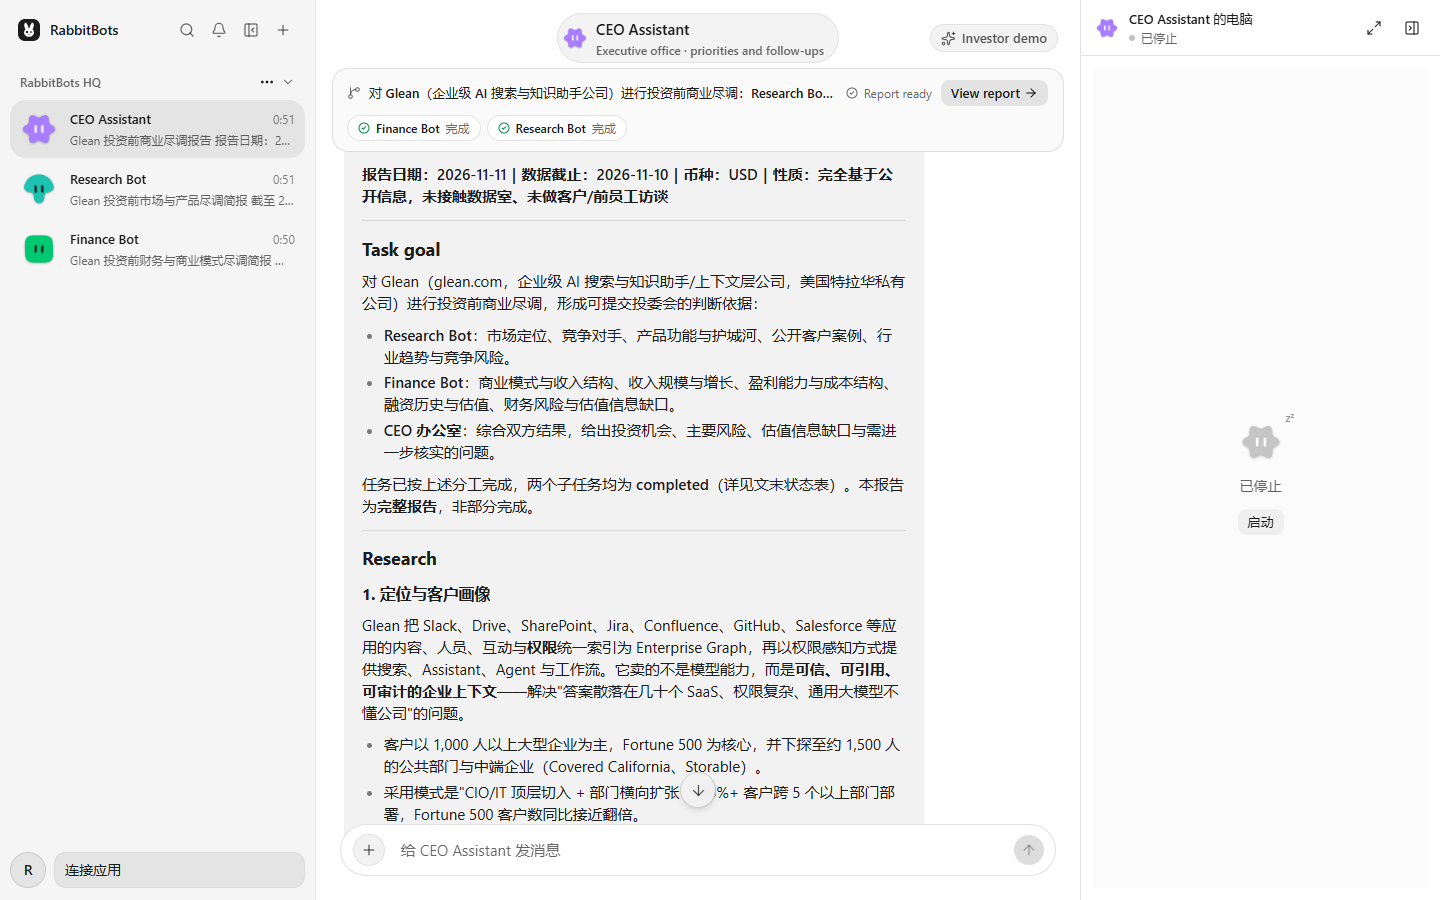 RabbitBots
RabbitBots HQ
CEO Assistant 0:51
Glean 投资前商业尽调报告 报告日期：2...
Research Bot 0:51
Glean 投资前市场与产品尽调简报 截至 2...
Finance Bot 0:50
Glean 投资前财务与商业模式尽调简报 ...
R
连接应用
CEO Assistant
Executive office · priorities and follow-ups
Investor demo
对 Glean（企业级 AI 搜索与知识助手公司）进行投资前商业尽调：Research Bo...
Report ready
View report →
Finance Bot 完成
Research Bot 完成
报告日期：2026-11-11 | 数据截止：2026-11-10 | 币种：USD | 性质：完全基于公
开信息，未接触数据室、未做客户/前员工访谈
Task goal
对 Glean（glean.com，企业级 AI 搜索与知识助手/上下文层公司，美国特拉华私有
公司）进行投资前商业尽调，形成可提交投委会的判断依据：
Research Bot：市场定位、竞争对手、产品功能与护城河、公开客户案例、行
业趋势与竞争风险。
Finance Bot：商业模式与收入结构、收入规模与增长、盈利能力与成本结构、
融资历史与估值、财务风险与估值信息缺口。
CEO 办公室：综合双方结果，给出投资机会、主要风险、估值信息缺口与需进
一步核实的问题。
任务已按上述分工完成，两个子任务均为 completed（详见文末状态表）。本报告
为完整报告，非部分完成。
Research
1. 定位与客户画像
Glean 把 Slack、Drive、SharePoint、Jira、Confluence、GitHub、Salesforce 等应
用的内容、人员、互动与权限统一索引为 Enterprise Graph，再以权限感知方式提
供搜索、Assistant、Agent 与工作流。它卖的不是模型能力，而是可信、可引用、
可审计的企业上下文——解决"答案散落在几十个 SaaS、权限复杂、通用大模型不
懂公司"的问题。
客户以 1,000 人以上大型企业为主，Fortune 500 为核心，并下探至约 1,500 人
的公共部门与中端企业（Covered California、Storable）。
采用模式是"CIO/IT 顶层切入 + 部门横向扩张 %+ 客户跨 5 个以上部门部
署，Fortune 500 客户数同比接近翻倍。
给 CEO Assistant 发消息
CEO Assistant 的电脑
已停止
zz
已停止
启动